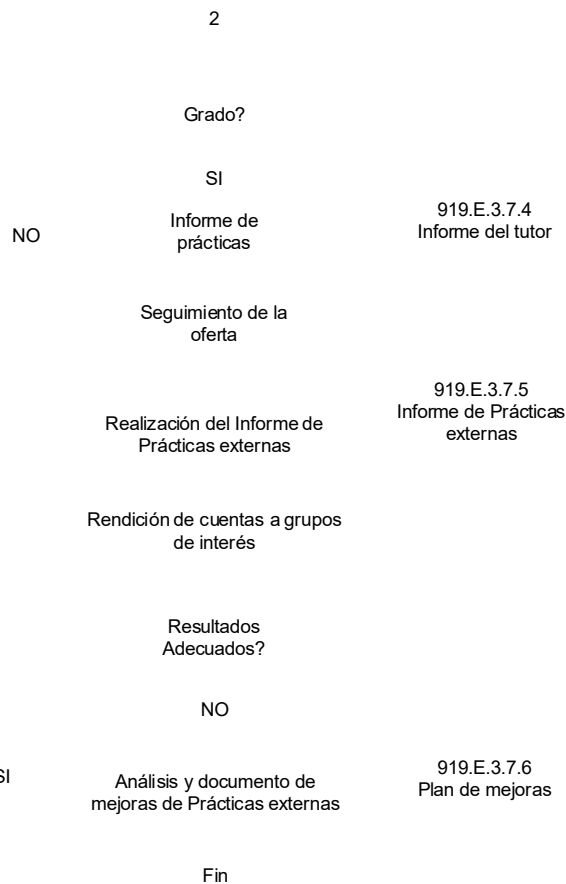 2
Grado?
SI
NO
Informe de
prácticas
919.E.3.7.4
Informe del tutor
Seguimiento de la
oferta
Realización del Informe de
Prácticas externas
919.E.3.7.5
Informe de Prácticas
externas
Rendición de cuentas a grupos
de interés
Resultados
Adecuados?
NO
SI
Análisis y documento de
mejoras de Prácticas externas
919.E.3.7.6
Plan de mejoras
Fin